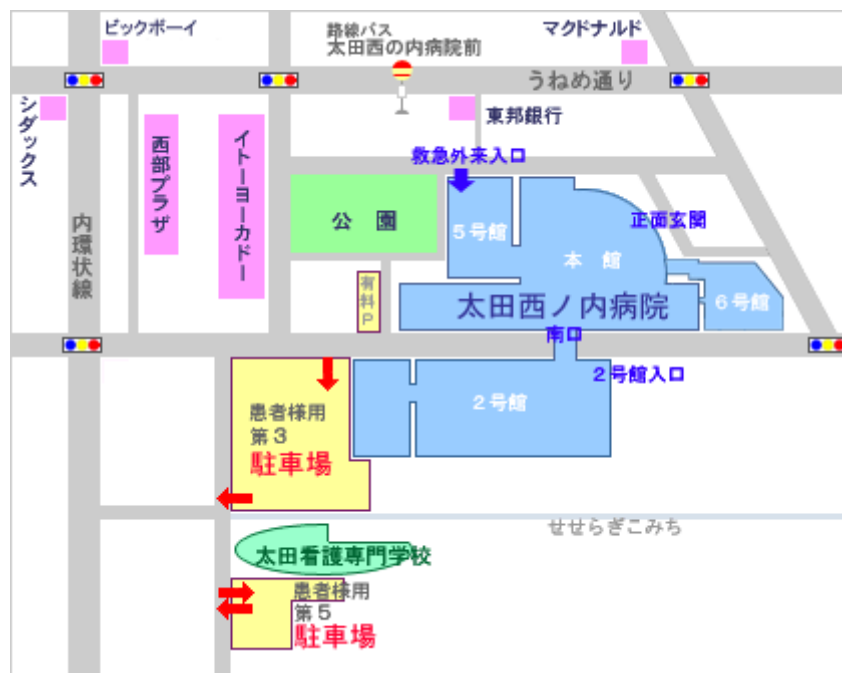 ビックボーイ
路線バス
太田西の内病院前
マクドナルド
うねめ通り
シダックス
東邦銀行
西部プラザ
イトーヨーカドー
救急外来入口
公 園
5号館
正面玄関
内環状線
本 館
有料P
太田西ノ内病院
6号館
南口
2号館入口
2号館
患者様用
第3
駐車場
せせらぎこみち
太田看護専門学校
患者様用
第5
駐車場